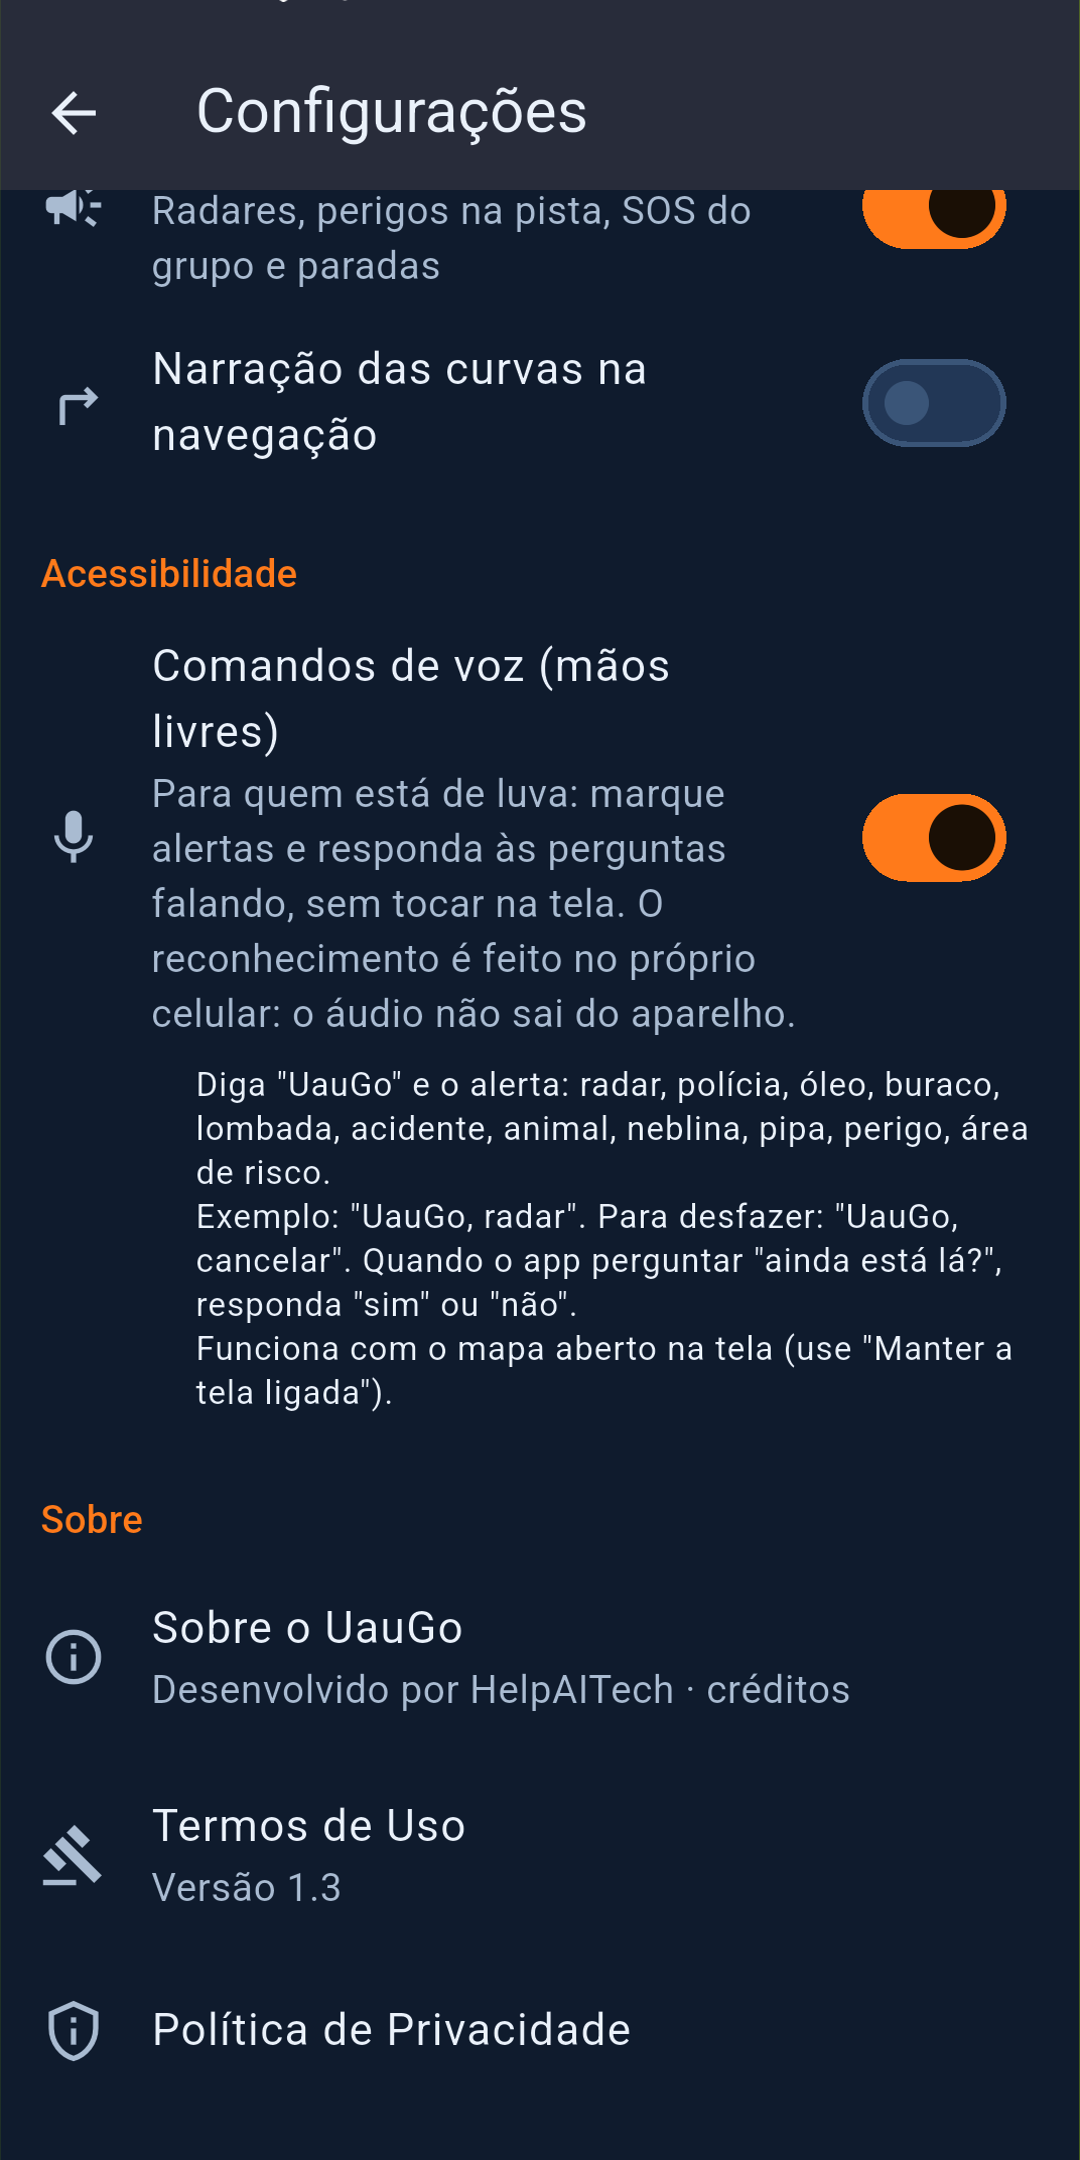 Configurações
Radares, perigos na pista, SOS do
grupo e paradas
Narração das curvas na
navegação
Acessibilidade
Comandos de voz (mãos
livres)
Para quem está de luva: marque
alertas e responda às perguntas
falando, sem tocar na tela. O
reconhecimento é feito no próprio
celular: o áudio não sai do aparelho.
Diga "UauGo" e o alerta: radar, polícia, óleo, buraco,
lombada, acidente, animal, neblina, pipa, perigo, área
de risco.
Exemplo: "UauGo, radar". Para desfazer: "UauGo,
cancelar". Quando o app perguntar "ainda está lá?",
responda "sim" ou "não".
Funciona com o mapa aberto na tela (use "Manter a
tela ligada").
Sobre
Sobre o UauGo
Desenvolvido por HelpAITech · créditos
Termos de Uso
Versão 1.3
Política de Privacidade